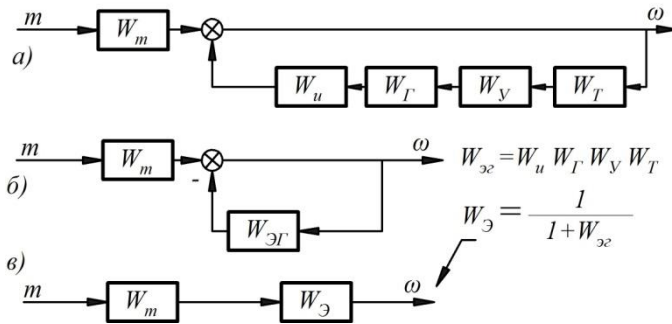 m W_m ω
а) W_и W_Г W_У W_Т
m W_m ω W_эг = W_и W_Г W_У W_Т
-
б) W_ЭГ W_Э = 1 / 1 + W_эг
в)
m W_m W_Э ω